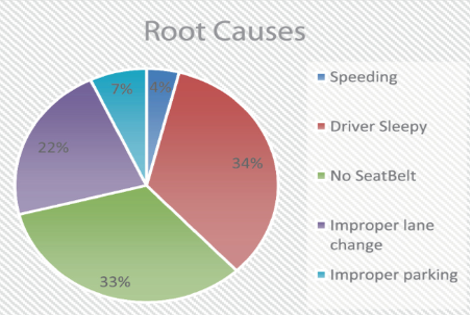 Root Causes
4%
7%
34%
22%
33%
Speeding
Driver Sleepy
No SeatBelt
Improper lane
change
Improper parking